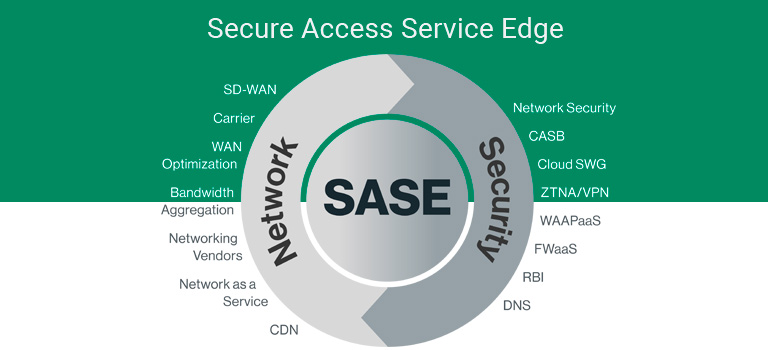 Secure Access Service Edge
SD-WAN
Carrier
WAN
Optimization
Bandwidth
Aggregation
Networking
Vendors
Network as a
Service
CDN
Network
SASE
Security
Network Security
CASB
Cloud SWG
ZTNA/VPN
WAAPaaS
FWaaS
RBI
DNS